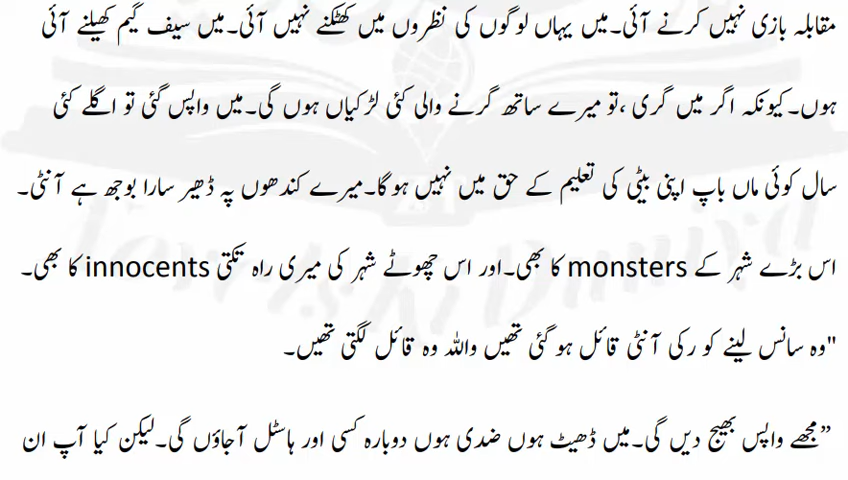 مقابلہ بازی نہیں کرنے آئی۔میں یہاں لوگوں کی نظروں میں کھٹکنے نہیں آئی۔میں سیف گیم کھیلنے آئی
ہوں۔کیونکہ اگر میں گری ،تو میرے ساتھ گرنے والی کئی لڑکیاں ہوں گی۔میں واپس گئی تو اگلے کئی
سال کوئی ماں باپ اپنی بیٹی کی تعلیم کے حق میں نہیں ہوگا۔میرے کندھوں پہ ڈھیر سارا بوجھ ہے آنٹی۔
اس بڑے شہر کے monsters کا بھی۔اور اس چھوٹے شہر کی میری راہ تکتی innocents کا بھی۔
"وہ سانس لینے کو رکی آنٹی قائل ہو گئی تھیں واللہ وہ قائل لگتی تھیں۔
”مجھے واپس بھیج دیں گی۔میں ڈھیٹ ہوں ضدی ہوں دوبارہ کسی اور ہاسٹل آجاؤں گی۔لیکن کیا آپ ان